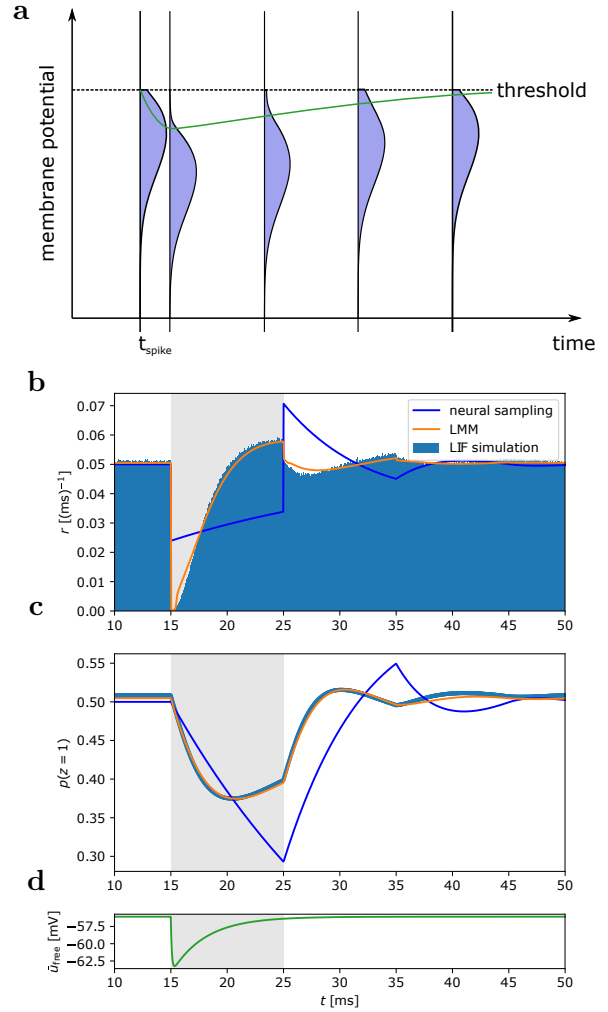 a
membrane potential
threshold
t_spike
time
b
r [(ms)⁻¹]
0.07
0.06
0.05
0.04
0.03
0.02
0.01
0.00
neural sampling
LMM
LIF simulation
10 15 20 25 30 35 40 45 50
c
p(z = 1)
0.55
0.50
0.45
0.40
0.35
0.30
10 15 20 25 30 35 40 45 50
d
ū_free [mV]
−57.5
−60.0
−62.5
10 15 20 25 30 35 40 45 50
t [ms]